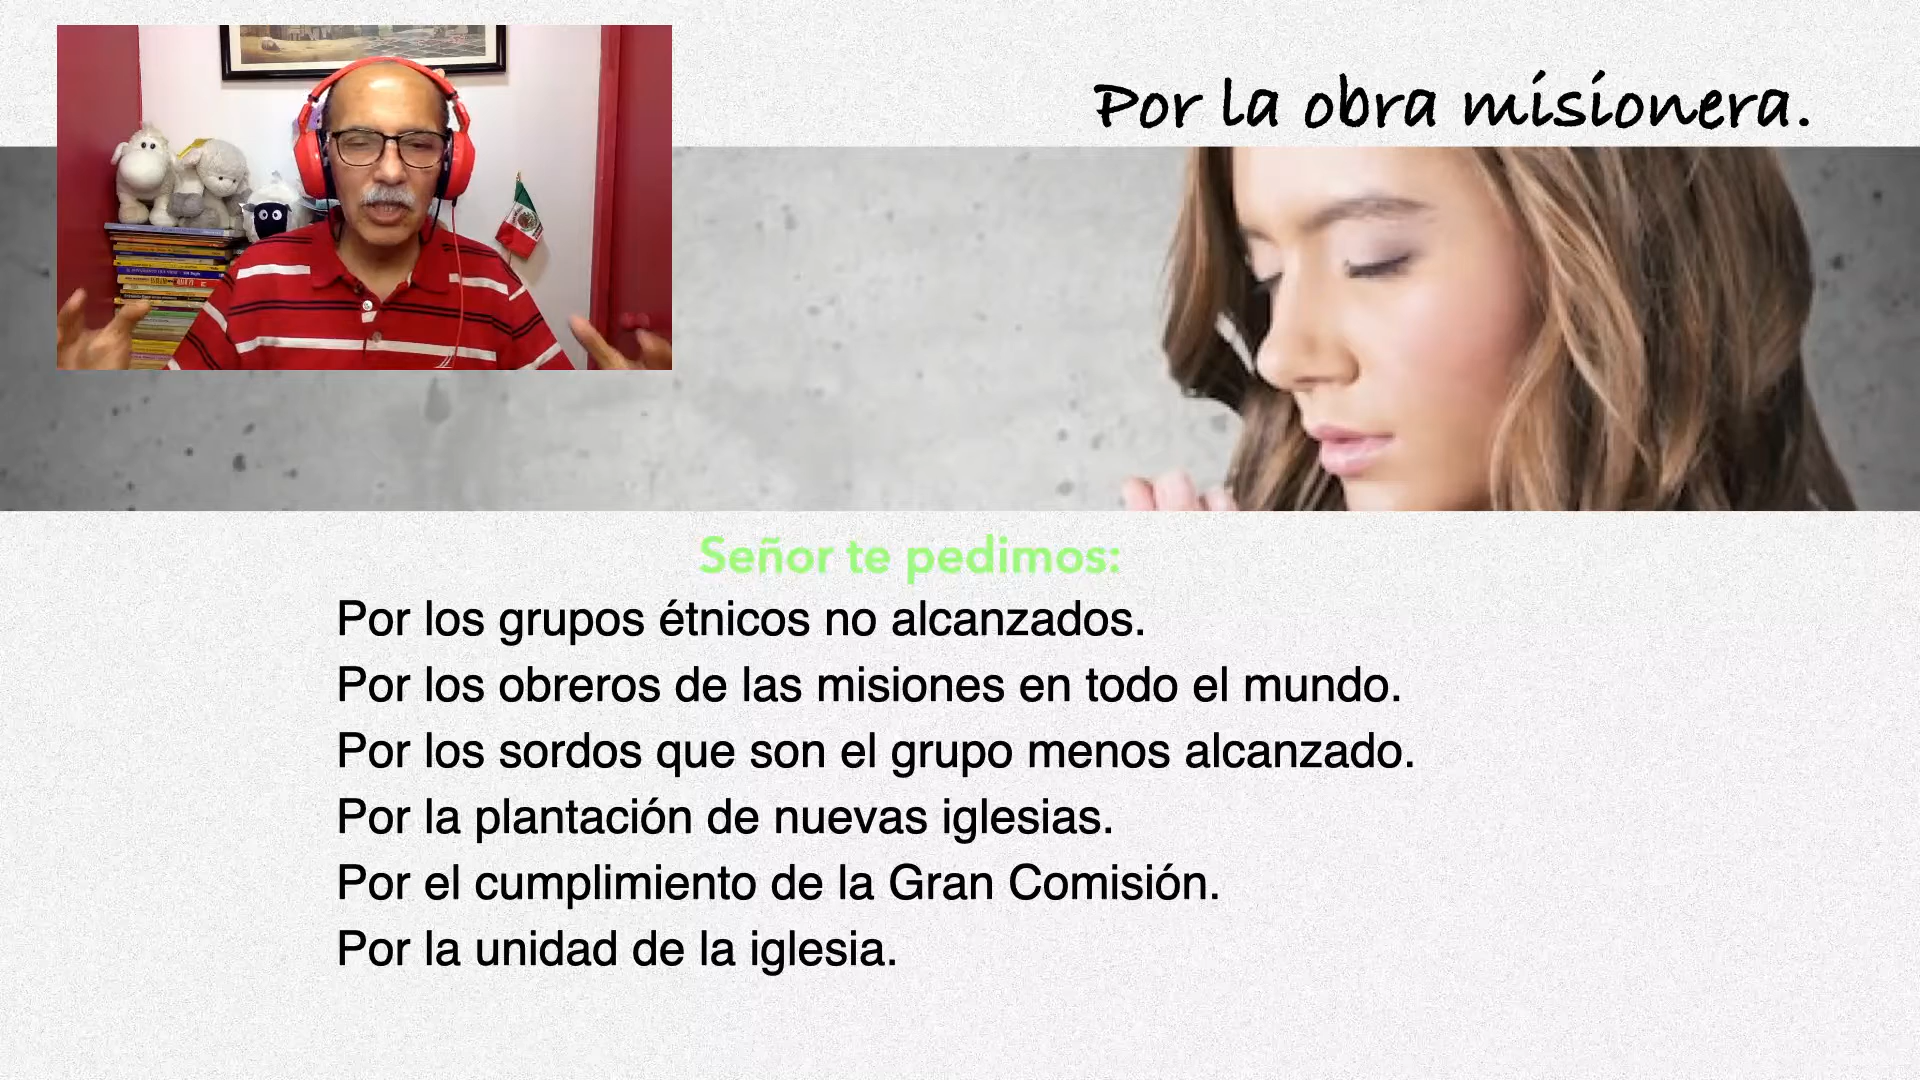 Por la obra misionera.
Señor te pedimos:
Por los grupos étnicos no alcanzados.
Por los obreros de las misiones en todo el mundo.
Por los sordos que son el grupo menos alcanzado.
Por la plantación de nuevas iglesias.
Por el cumplimiento de la Gran Comisión.
Por la unidad de la iglesia.